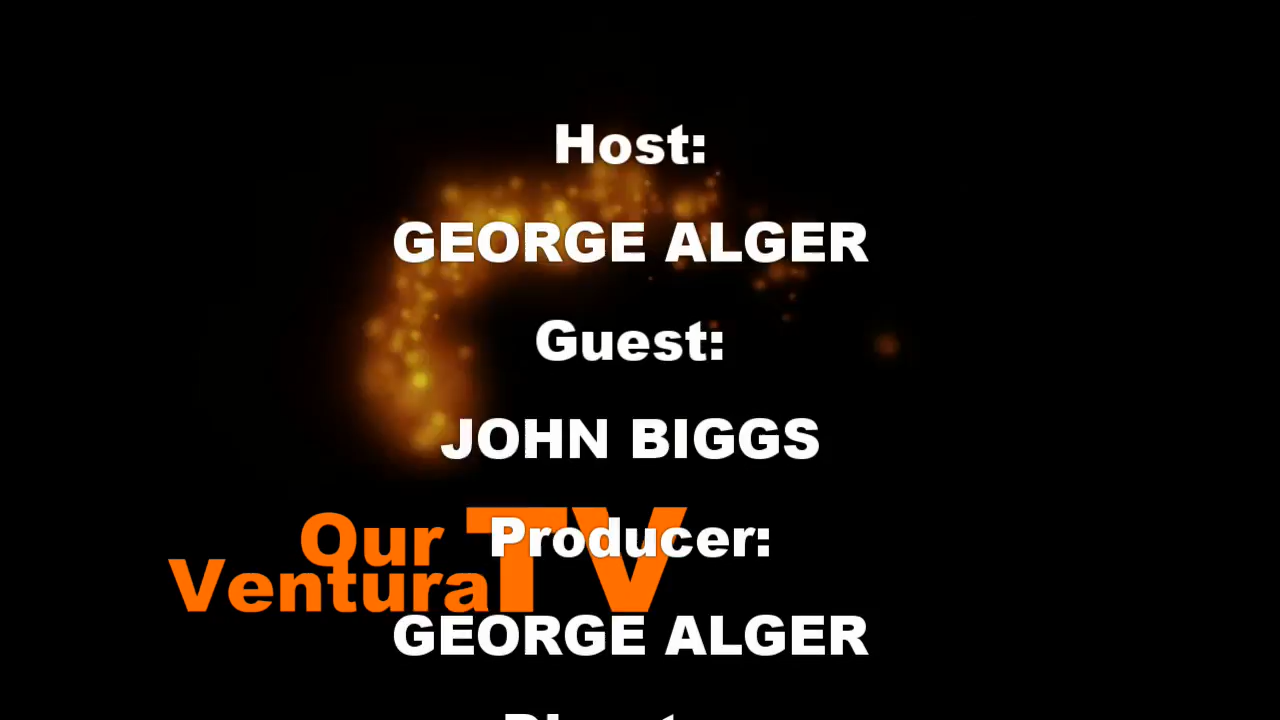 Host:
GEORGE ALGER
Guest:
JOHN BIGGS
Producer:
Our TV
Ventura
GEORGE ALGER